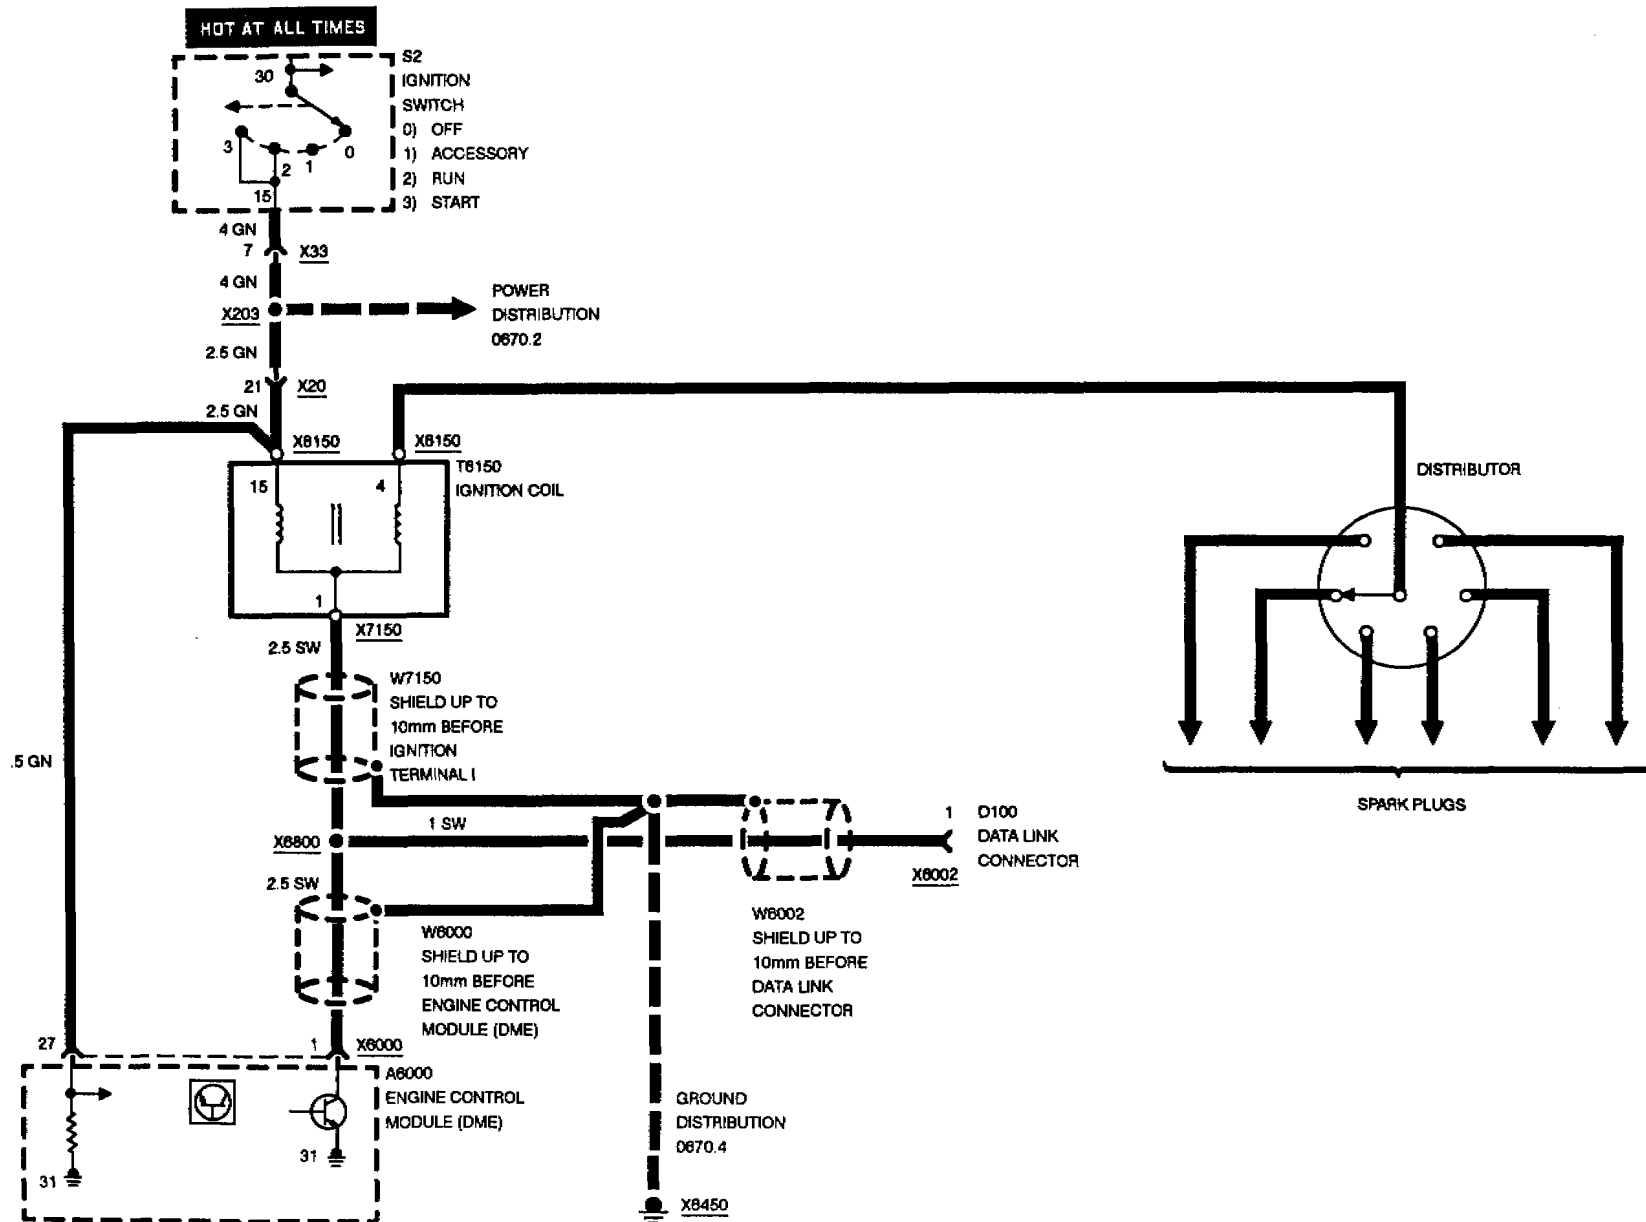 HOT AT ALL TIMES
S2
30
IGNITION
SWITCH
0) OFF
3
2
1
0
1) ACCESSORY
2) RUN
15
3) START
4 GN
7
X33
4 GN
POWER
X203
DISTRIBUTION
0670.2
2.5 GN
21
X20
2.5 GN
X6150
X6150
T6150
15
4
IGNITION COIL
DISTRIBUTOR
1
X7150
2.5 SW
W7150
SHIELD UP TO
10mm BEFORE
IGNITION
TERMINAL I
.5 GN
SPARK PLUGS
1 SW
1
D100
X6800
DATA LINK
CONNECTOR
X6002
2.5 SW
W6000
SHIELD UP TO
10mm BEFORE
ENGINE CONTROL
MODULE (DME)
W6002
SHIELD UP TO
10mm BEFORE
DATA LINK
CONNECTOR
27
1
X6000
A6000
ENGINE CONTROL
MODULE (DME)
GROUND
DISTRIBUTION
0670.4
31
31
X6450